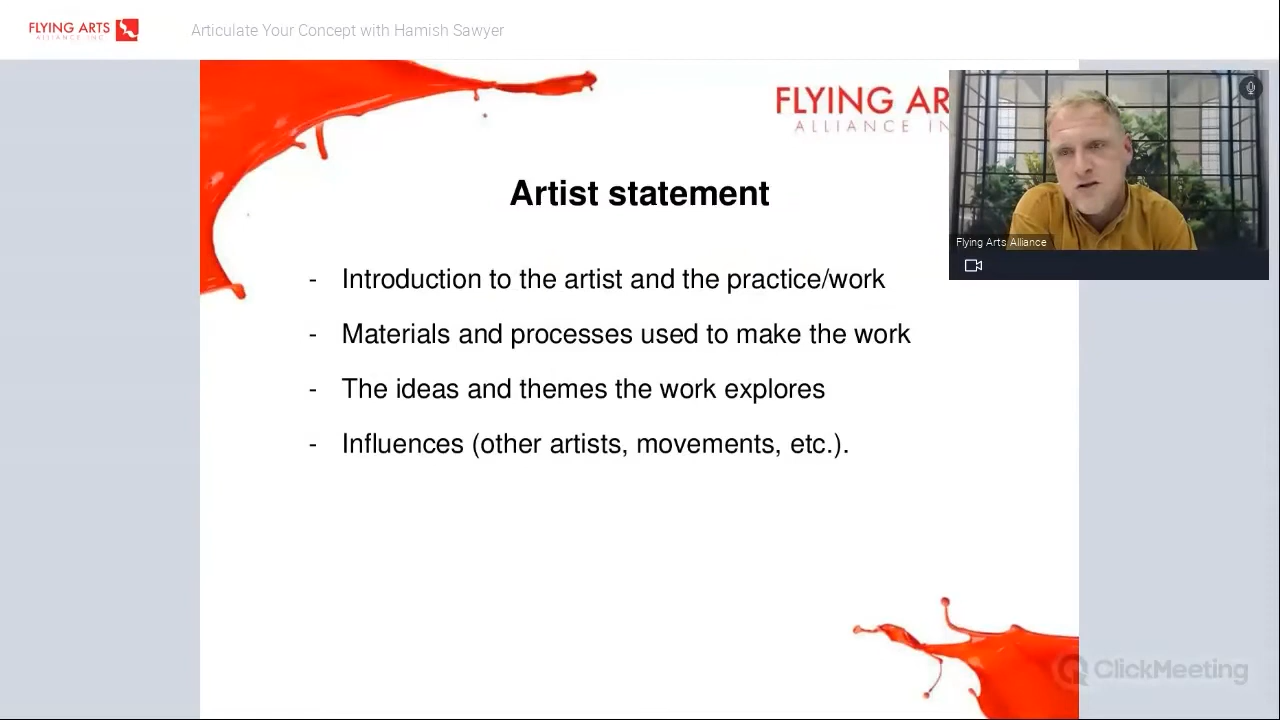 FLYING ARTS
ALLIANCE INC
Articulate Your Concept with Hamish Sawyer
FLYING AR
ALLIANCE IN
Flying Arts Alliance
Artist statement
- Introduction to the artist and the practice/work
- Materials and processes used to make the work
- The ideas and themes the work explores
- Influences (other artists, movements, etc.).
ClickMeeting